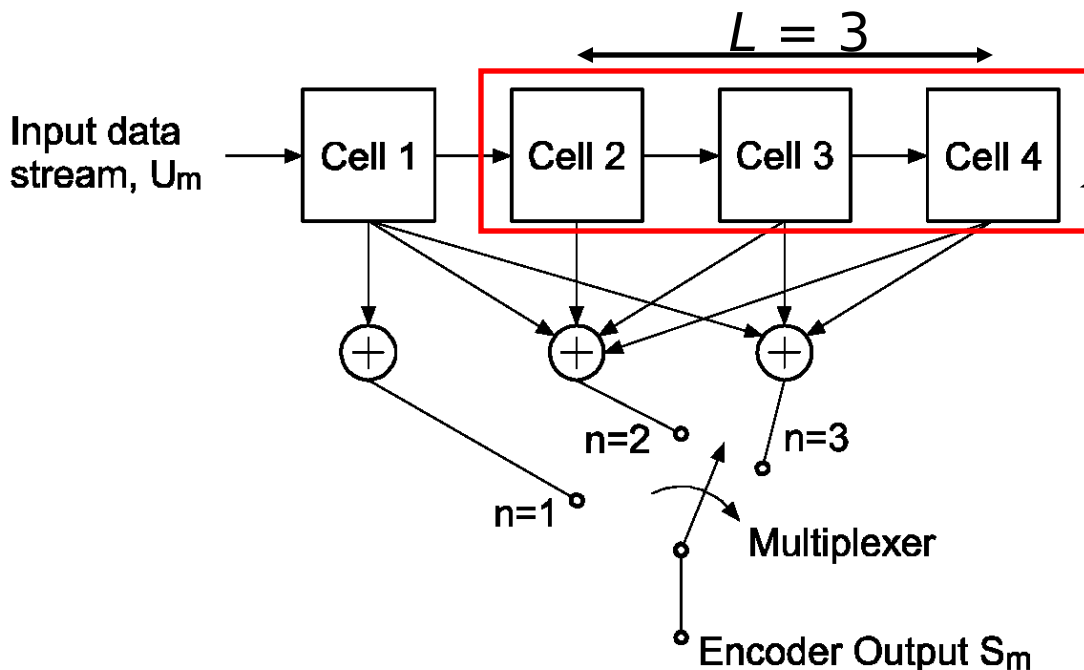 L = 3
Input data
stream, Um
Cell 1
Cell 2
Cell 3
Cell 4
n=1
n=2
n=3
Multiplexer
Encoder Output Sm